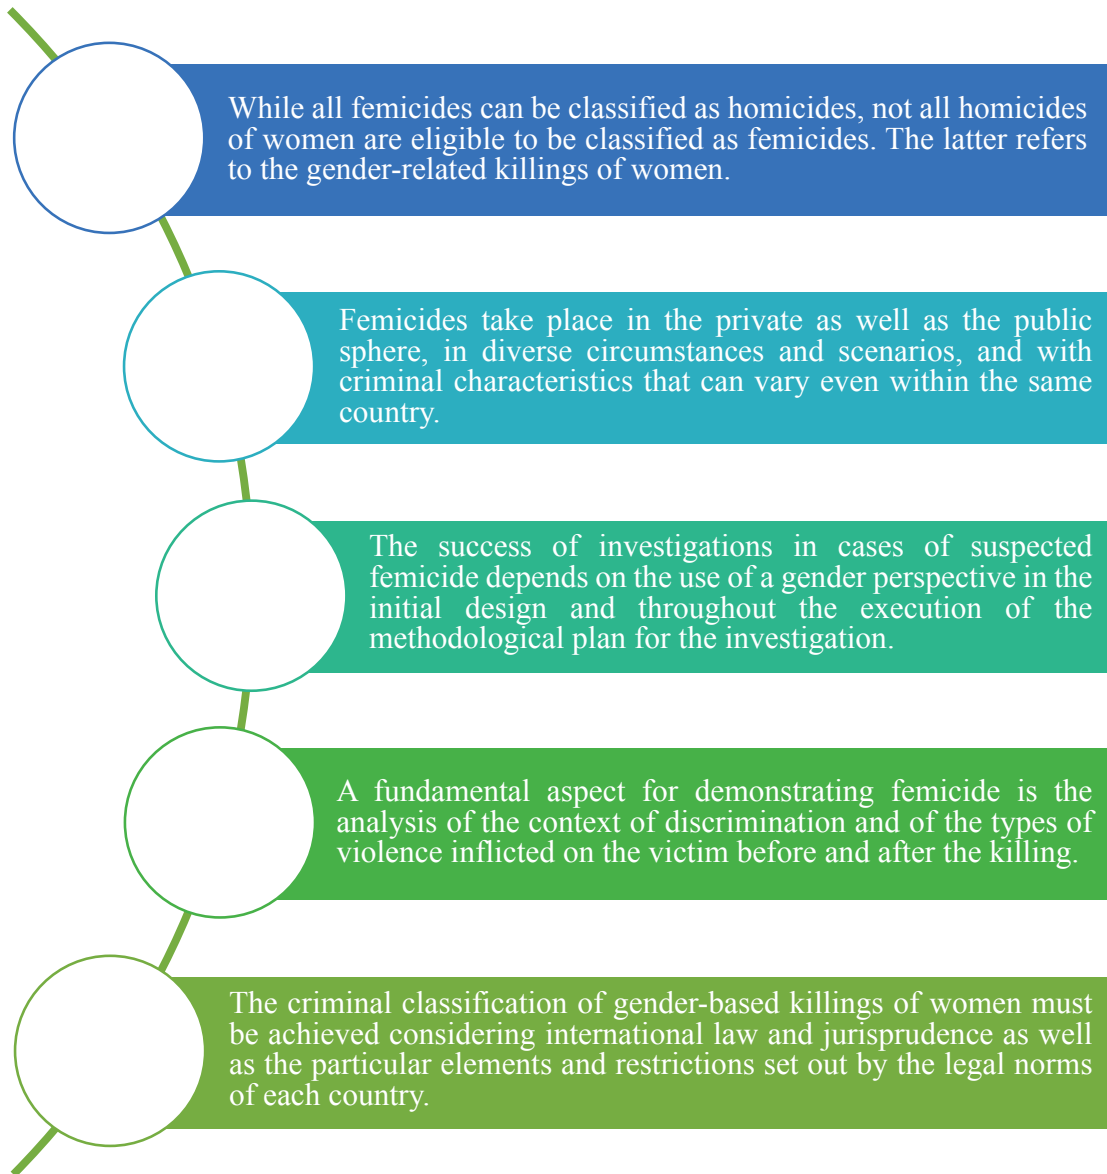 While all femicides can be classified as homicides, not all homicides
of women are eligible to be classified as femicides. The latter refers
to the gender-related killings of women.
Femicides take place in the private as well as the public
sphere, in diverse circumstances and scenarios, and with
criminal characteristics that can vary even within the same
country.
The success of investigations in cases of suspected
femicide depends on the use of a gender perspective in the
initial design and throughout the execution of the
methodological plan for the investigation.
A fundamental aspect for demonstrating femicide is the
analysis of the context of discrimination and of the types of
violence inflicted on the victim before and after the killing.
The criminal classification of gender-based killings of women must
be achieved considering international law and jurisprudence as well
as the particular elements and restrictions set out by the legal norms
of each country.